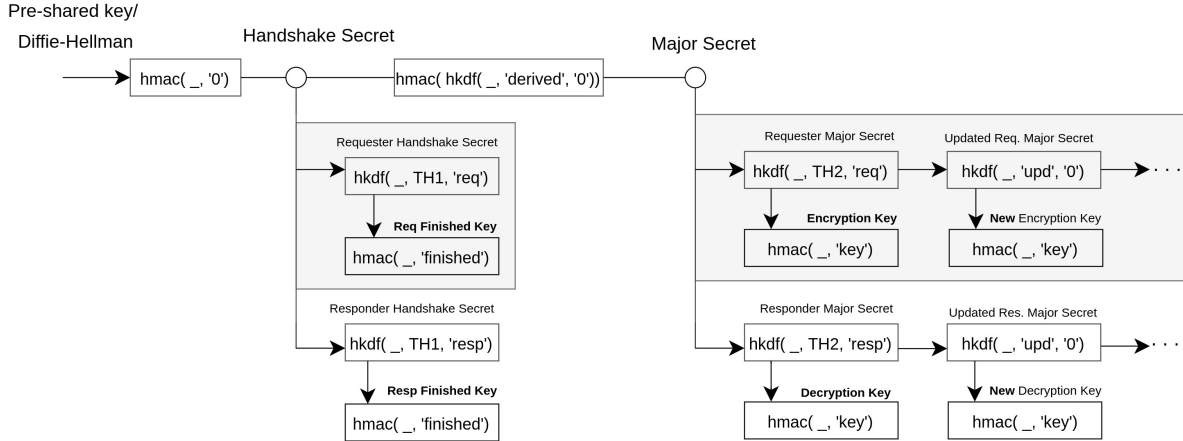 Pre-shared key/
Diffie-Hellman
Handshake Secret
Major Secret
hmac( _, '0')
hmac( hkdf( _, 'derived', '0'))
Requester Handshake Secret
hkdf( _, TH1, 'req')
Req Finished Key
hmac( _, 'finished')
Responder Handshake Secret
hkdf( _, TH1, 'resp')
Resp Finished Key
hmac( _, 'finished')
Requester Major Secret
Updated Req. Major Secret
hkdf( _, TH2, 'req')
hkdf( _, 'upd', '0')
. . .
Encryption Key
New Encryption Key
hmac( _, 'key')
hmac( _, 'key')
Responder Major Secret
Updated Res. Major Secret
hkdf( _, TH2, 'resp')
hkdf( _, 'upd', '0')
. . .
Decryption Key
New Decryption Key
hmac( _, 'key')
hmac( _, 'key')